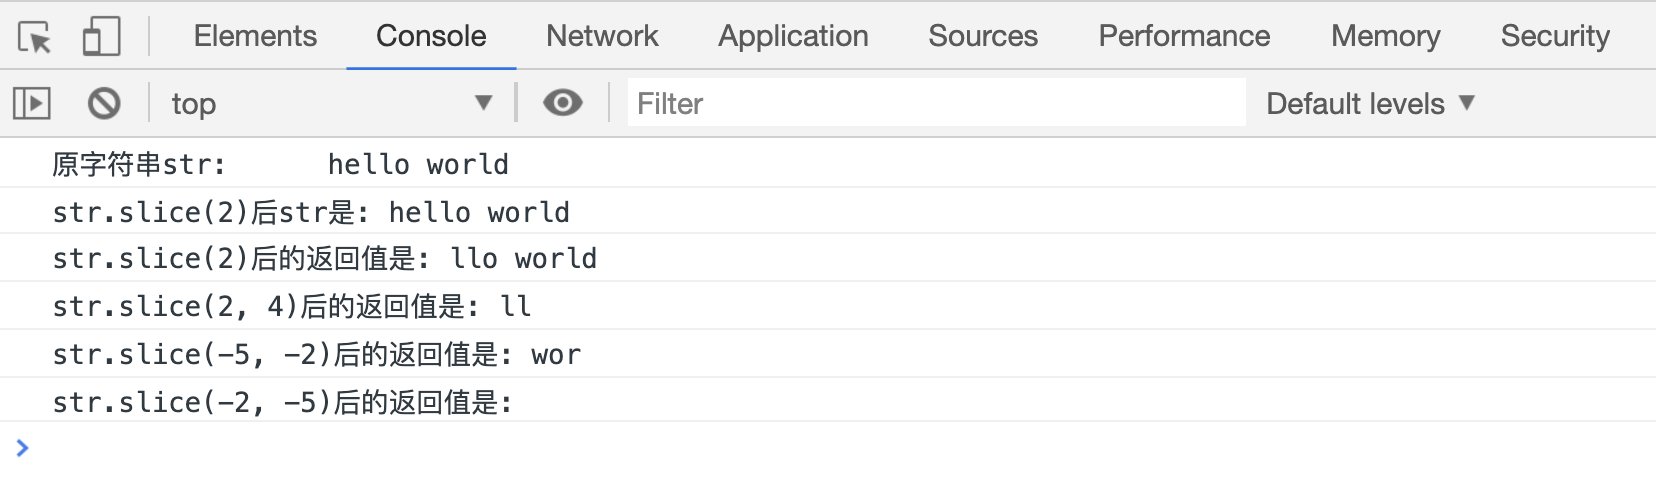 Elements Console Network Application Sources Performance Memory Security
top Filter Default levels
原字符串str:      hello world
str.slice(2)后str是: hello world
str.slice(2)后的返回值是: llo world
str.slice(2, 4)后的返回值是: ll
str.slice(-5, -2)后的返回值是: wor
str.slice(-2, -5)后的返回值是: